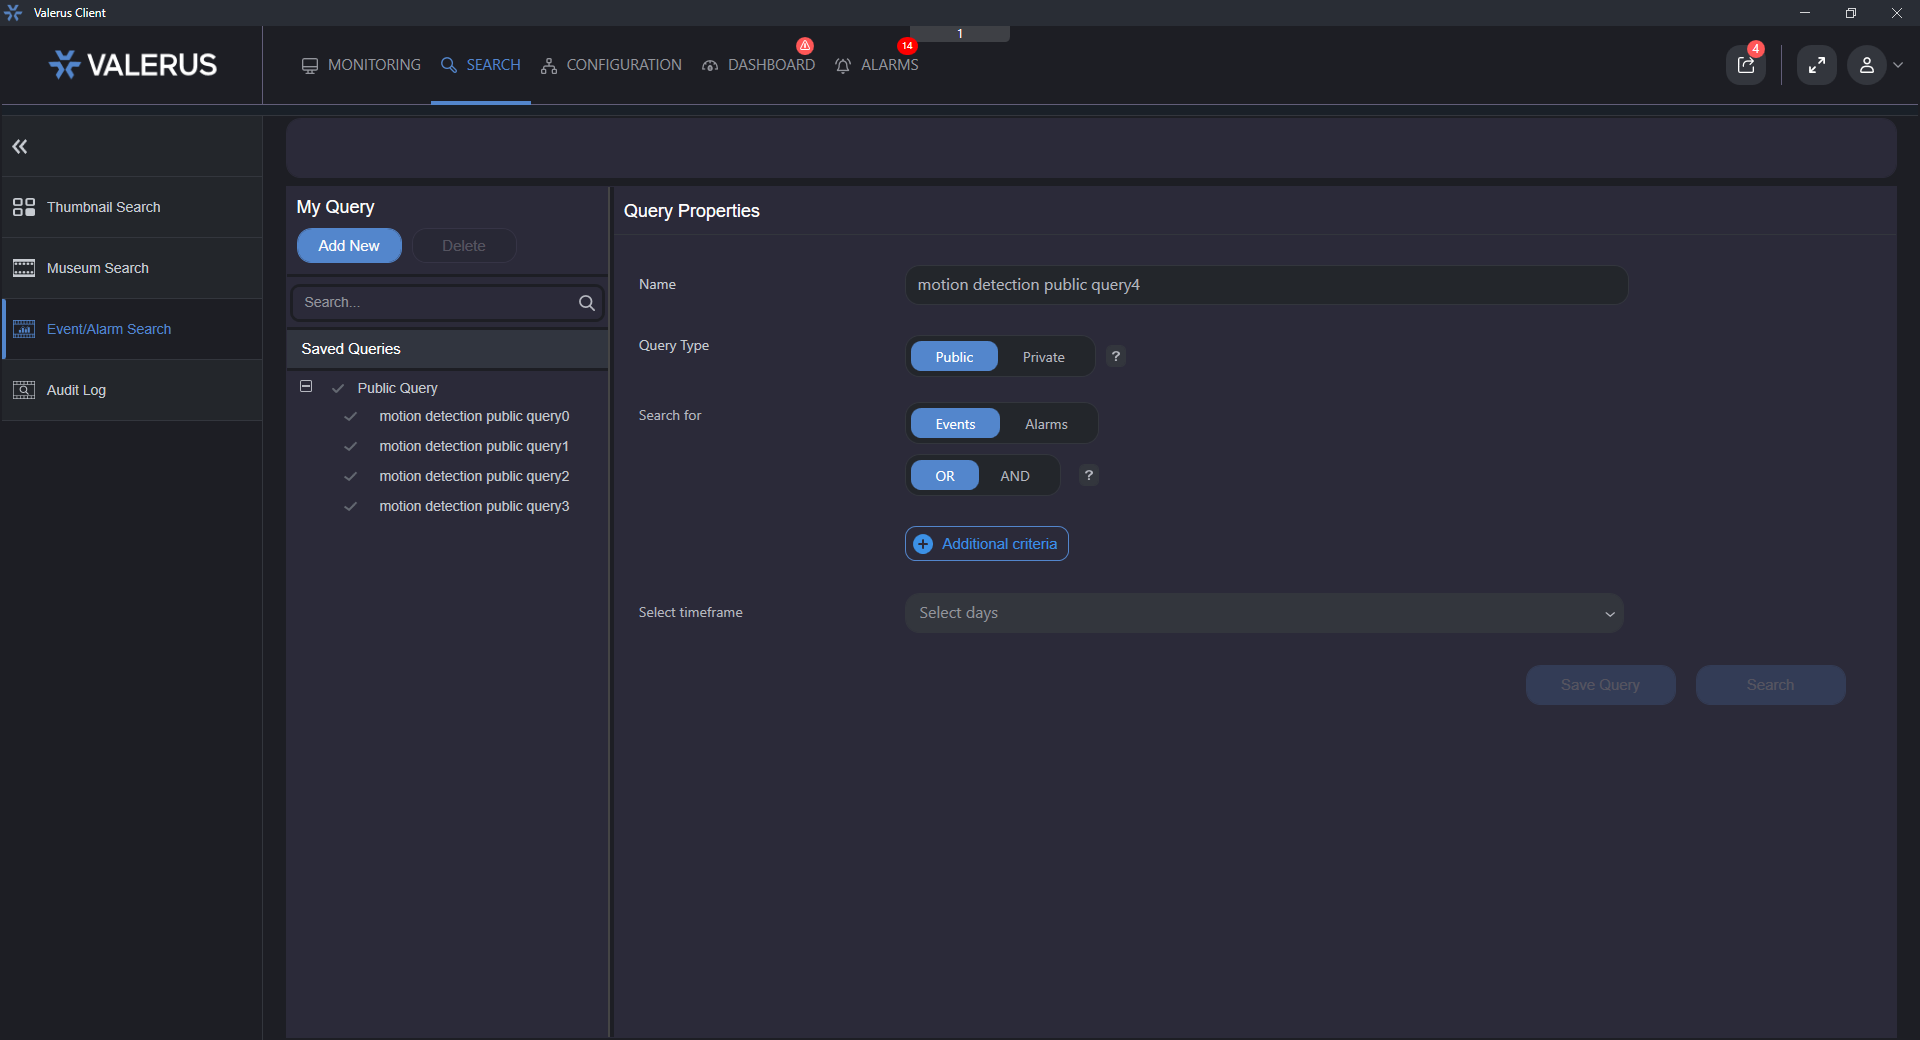 Valerus Client
VALERUS
MONITORING
SEARCH
CONFIGURATION
DASHBOARD
14
ALARMS
1
4
Thumbnail Search
Museum Search
Event/Alarm Search
Audit Log
My Query
Add New
Delete
Search...
Saved Queries
Public Query
motion detection public query0
motion detection public query1
motion detection public query2
motion detection public query3
Query Properties
Name
motion detection public query4
Query Type
Public
Private
?
Search for
Events
Alarms
OR
AND
?
Additional criteria
Select timeframe
Select days
Save Query
Search